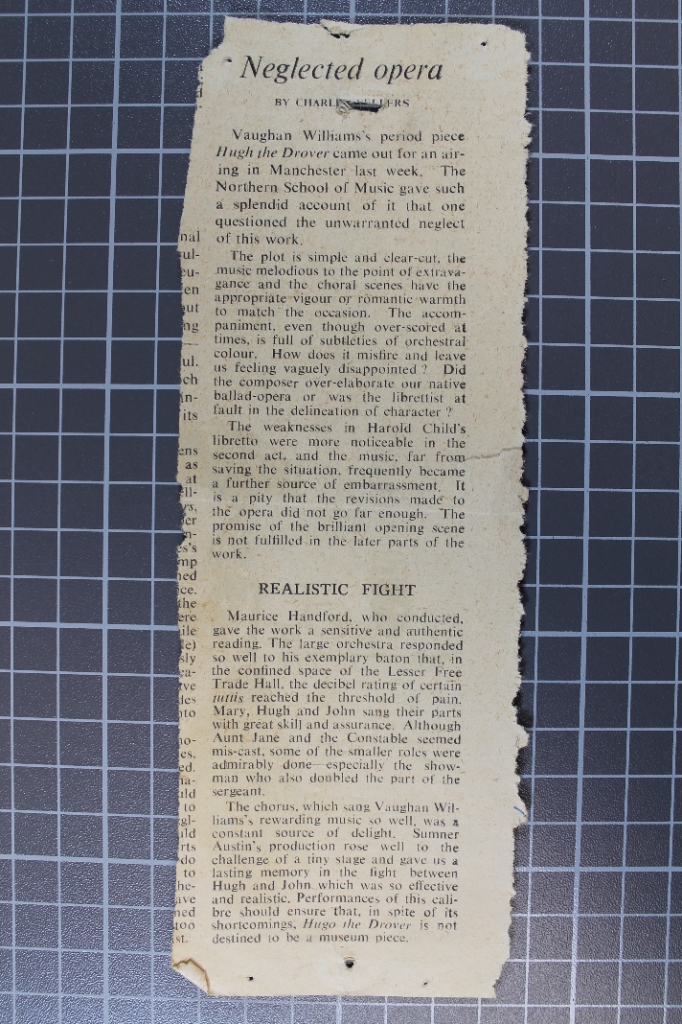 Neglected opera
BY CHARLES
Vaughan Williams's period piece
Hugh the Drover came out for an air-
ing in Manchester last week. The
Northern School of Music gave such
a splendid account of it that one
questioned the unwarranted neglect
of this work.
The plot is simple and clear-cut, the
music melodious to the point of extrava-
gance and the choral scenes have the
appropriate vigour or romantic warmth
to match the occasion. The accom-
paniment, even though over-scored at
times, is full of subtleties of orchestral
colour. How does it misfire and leave
us feeling vaguely disappointed ? Did
the composer over-elaborate our native
ballad-opera or was the librettist at
fault in the delineation of character ?
The weaknesses in Harold Child's
libretto were more noticeable in the
second act, and the music, far from
saving the situation, frequently became
a further source of embarrassment. It
is a pity that the revisions made to
the opera did not go far enough. The
promise of the brilliant opening scene
is not fulfilled in the later parts of the
work.
REALISTIC FIGHT
Maurice Handford, who conducted,
gave the work a sensitive and authentic
reading. The large orchestra responded
so well to his exemplary baton that, in
the confined space of the Lesser Free
Trade Hall, the decibel rating of certain
tuttis reached the threshold of pain.
Mary, Hugh and John sang their parts
with great skill and assurance. Although
Aunt Jane and the Constable seemed
mis-cast, some of the smaller roles were
admirably done—especially the show-
man who also doubled the part of the
sergeant.
The chorus, which sang Vaughan Wil-
liams's rewarding music so well, was a
constant source of delight. Sumner
Austin's production rose well to the
challenge of a tiny stage and gave us a
lasting memory in the fight between
Hugh and John which was so effective
and realistic. Performances of this cali-
bre should ensure that, in spite of its
shortcomings, Hugo the Drover is not
destined to be a museum piece.